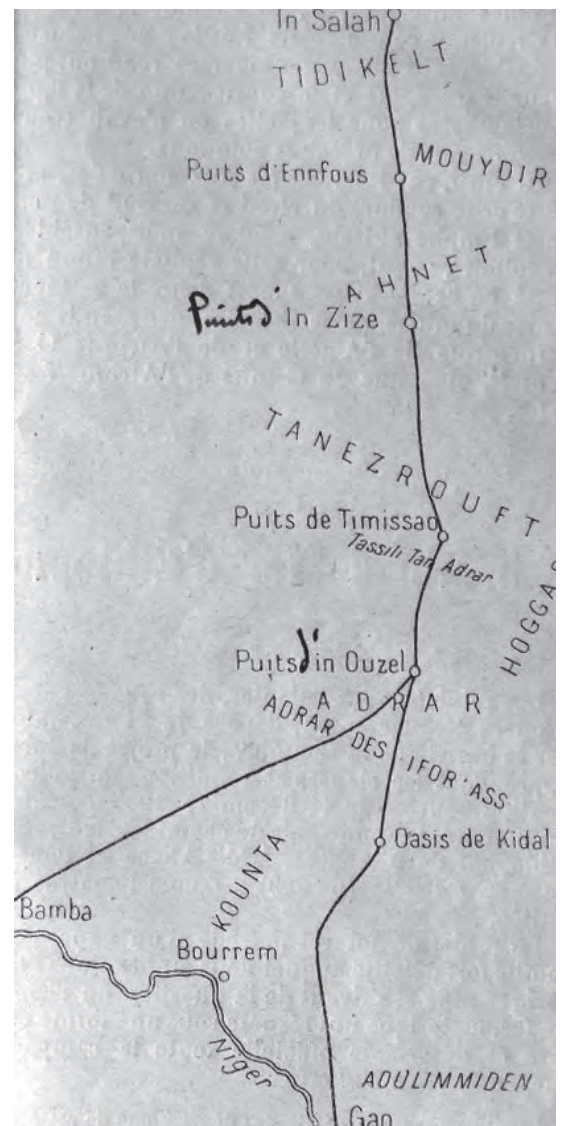 In Salah
TIDIKELT
MOUYDIR
Puits d'Ennfous
AHNET
Puits d' In Zize
TANEZROUFT
Puits de Timissao
Tassili Tan Adrar
HOGGAR
Puits d'in Ouzel
ADRAR
ADRAR DES IFOR'ASS
Oasis de Kidal
KOUNTA
Bamba
Bourrem
Niger
AOULIMMIDEN
Gao